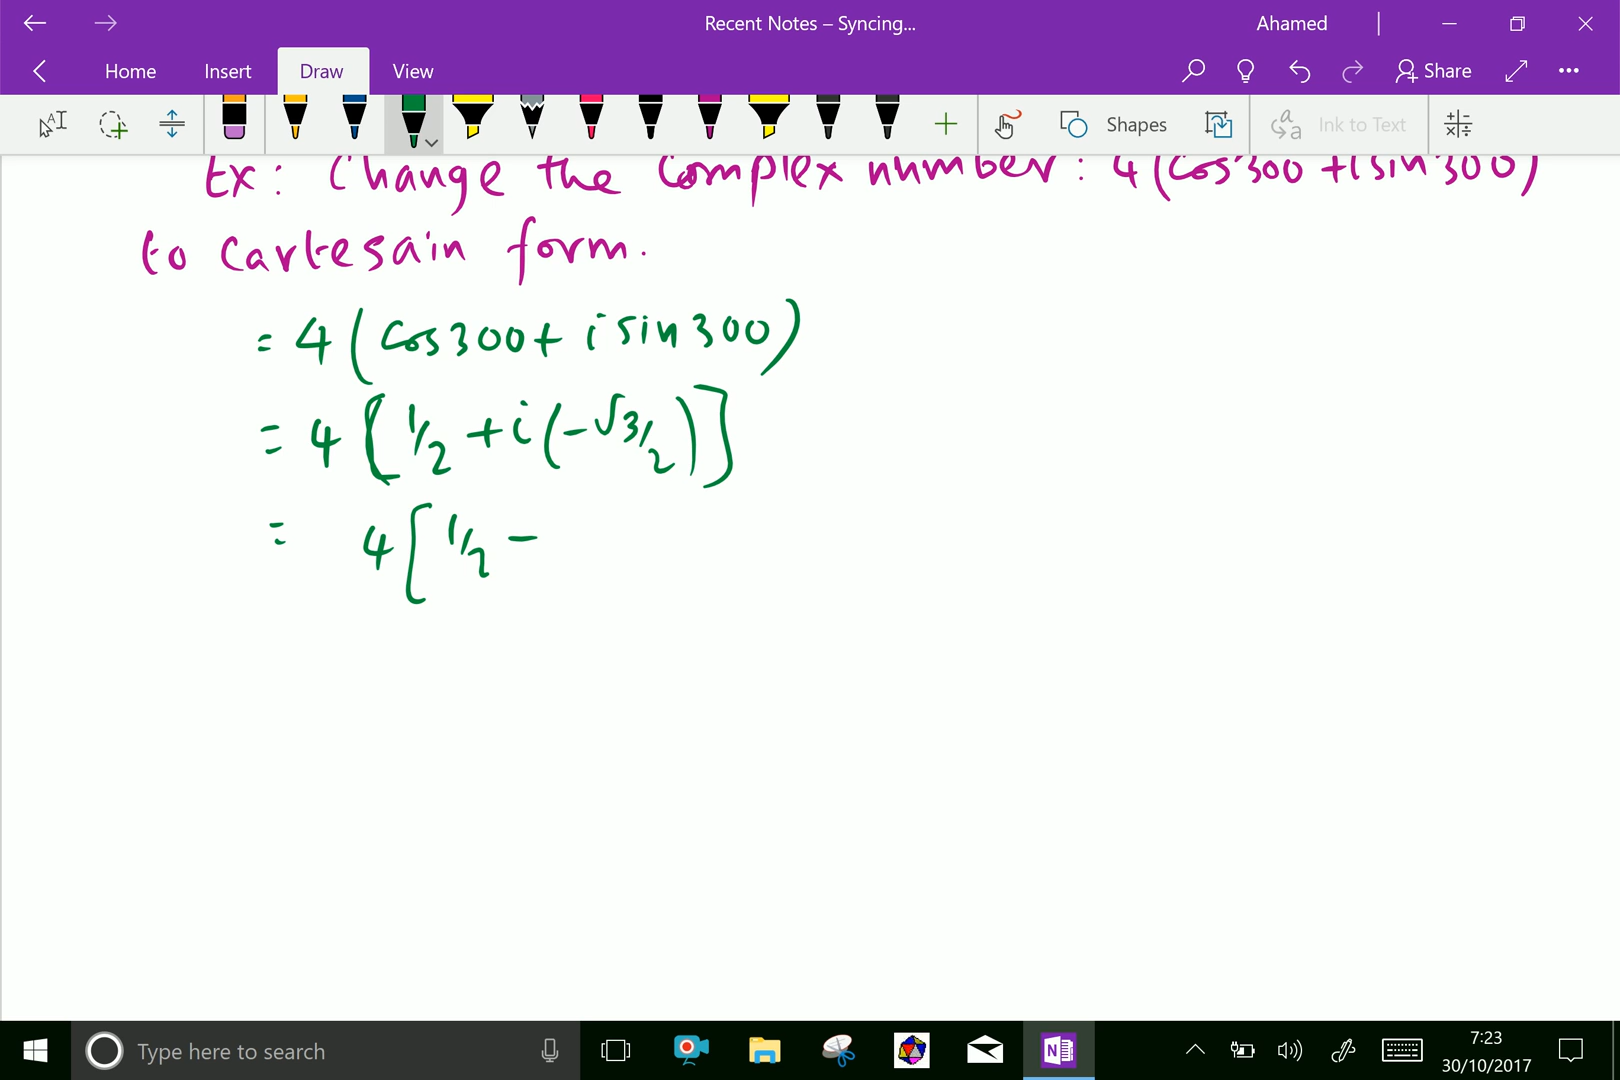 Recent Notes – Syncing...
Ahamed
Home Insert Draw View
Share
Shapes
Ink to Text
Ex: Change the Complex number: 4(Cos300 +isin300)
to Cartesain form.
= 4(Cos300+ i sin300)
= 4[1/2 +i(-√3/2)]
= 4[1/2 -
Type here to search
7:23
30/10/2017